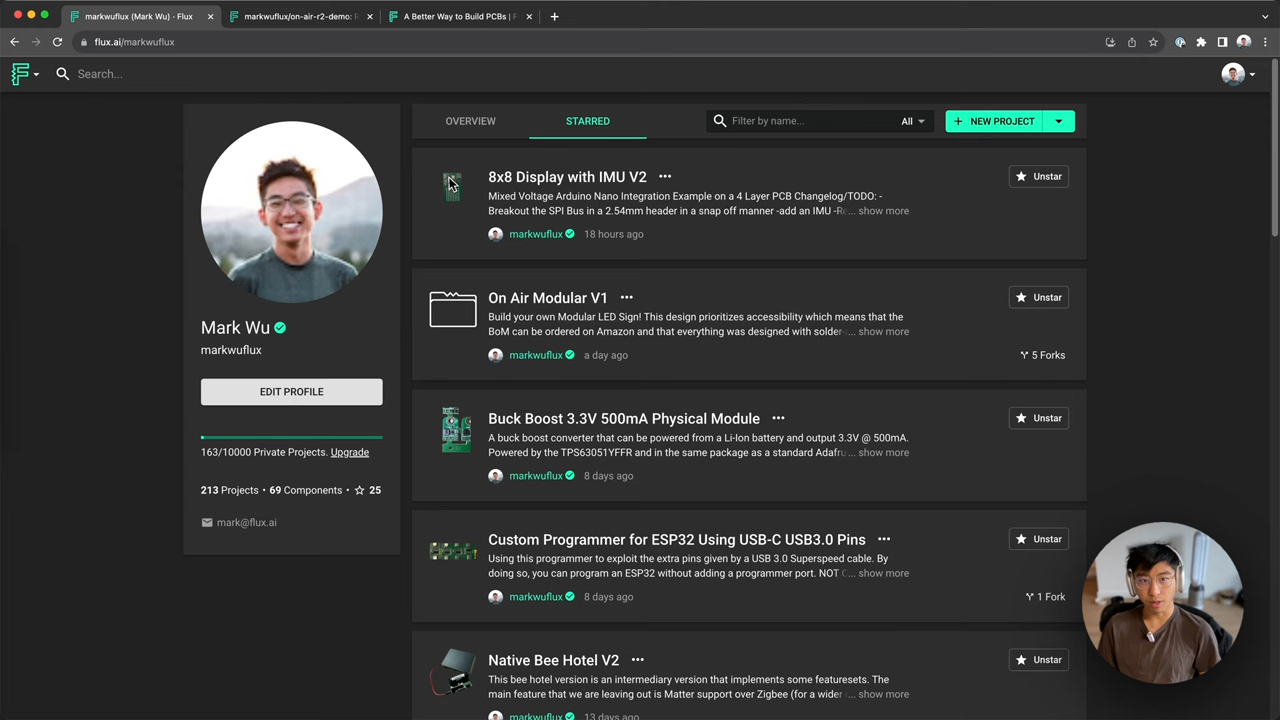 markwuflux (Mark Wu) · Flux
markwuflux/on-air-r2-demo: R
A Better Way to Build PCBs | F
flux.ai/markwuflux
Search...
Mark Wu
markwuflux
EDIT PROFILE
163/10000 Private Projects. Upgrade
213 Projects • 69 Components • 25
mark@flux.ai
OVERVIEW
STARRED
Filter by name...
All
NEW PROJECT
8x8 Display with IMU V2
Unstar
Mixed Voltage Arduino Nano Integration Example on a 4 Layer PCB Changelog/TODO: -
Breakout the SPI Bus in a 2.54mm header in a snap off manner -add an IMU -Re... show more
markwuflux 18 hours ago
On Air Modular V1
Unstar
Build your own Modular LED Sign! This design prioritizes accessibility which means that the
BoM can be ordered on Amazon and that everything was designed with solder-... show more
markwuflux a day ago
5 Forks
Buck Boost 3.3V 500mA Physical Module
Unstar
A buck boost converter that can be powered from a Li-Ion battery and output 3.3V @ 500mA.
Powered by the TPS63051YFFR and in the same package as a standard Adafru... show more
markwuflux 8 days ago
Custom Programmer for ESP32 Using USB-C USB3.0 Pins
Unstar
Using this programmer to exploit the extra pins given by a USB 3.0 Superspeed cable. By
doing so, you can program an ESP32 without adding a programmer port. NOT C... show more
markwuflux 8 days ago
1 Fork
Native Bee Hotel V2
Unstar
This bee hotel version is an intermediary version that implements some featuresets. The
main feature that we are leaving out is Matter support over Zigbee (for a wider ... show more
markwuflux 13 days ago